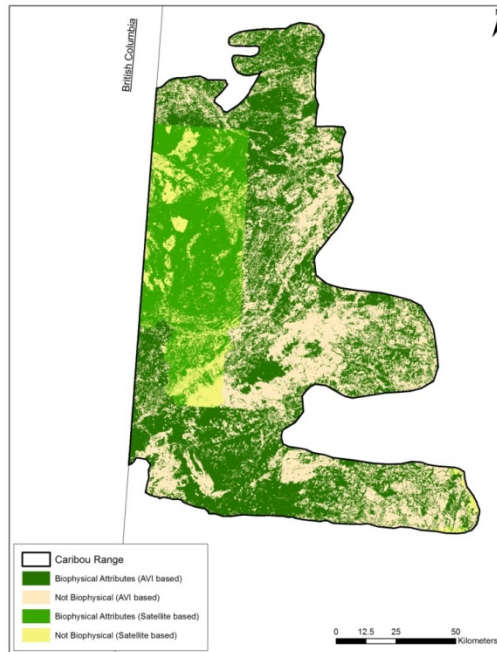 British Columbia
Caribou Range
Biophysical Attributes (AVI based)
Not Biophysical (AVI based)
Biophysical Attributes (Satellite based)
Not Biophysical (Satellite based)
0 12.5 25 50
Kilometers